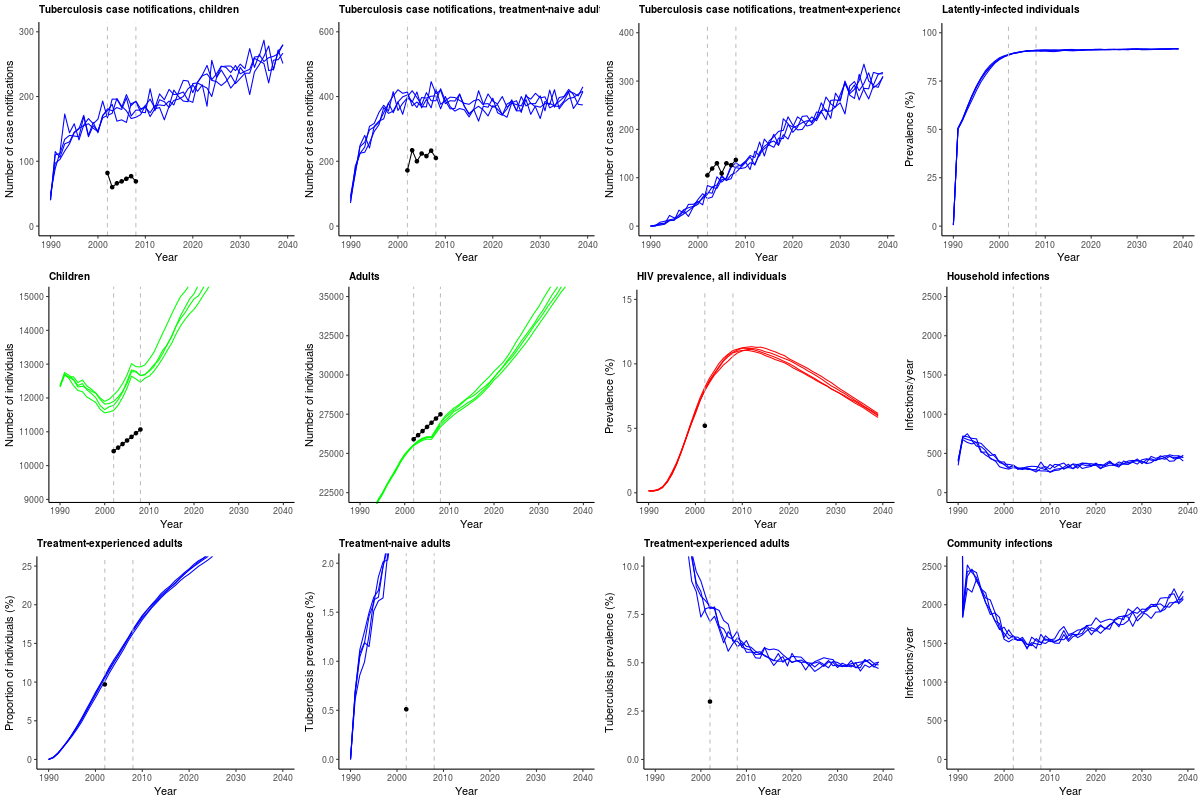 Tuberculosis case notifications, children
Number of case notifications
300
200
100
0
1990 2000 2010 2020 2030 2040
Year
Tuberculosis case notifications, treatment-naive adul
Number of case notifications
600
400
200
0
1990 2000 2010 2020 2030 2040
Year
Tuberculosis case notifications, treatment-experience
Number of case notifications
400
300
200
100
0
1990 2000 2010 2020 2030 2040
Year
Latently-infected individuals
Prevalence (%)
100
75
50
25
0
1990 2000 2010 2020 2030 2040
Year
Children
Number of individuals
15000
14000
13000
12000
11000
10000
9000
1990 2000 2010 2020 2030 2040
Year
Adults
Number of individuals
35000
32500
30000
27500
25000
22500
1990 2000 2010 2020 2030 2040
Year
HIV prevalence, all individuals
Prevalence (%)
15
10
5
0
1990 2000 2010 2020 2030 2040
Year
Household infections
Infections/year
2500
2000
1500
1000
500
0
1990 2000 2010 2020 2030 2040
Year
Treatment-experienced adults
Proportion of individuals (%)
25
20
15
10
5
0
1990 2000 2010 2020 2030 2040
Year
Treatment-naive adults
Tuberculosis prevalence (%)
2.0
1.5
1.0
0.5
0.0
1990 2000 2010 2020 2030 2040
Year
Treatment-experienced adults
Tuberculosis prevalence (%)
10.0
7.5
5.0
2.5
0.0
1990 2000 2010 2020 2030 2040
Year
Community infections
Infections/year
2500
2000
1500
1000
500
0
1990 2000 2010 2020 2030 2040
Year